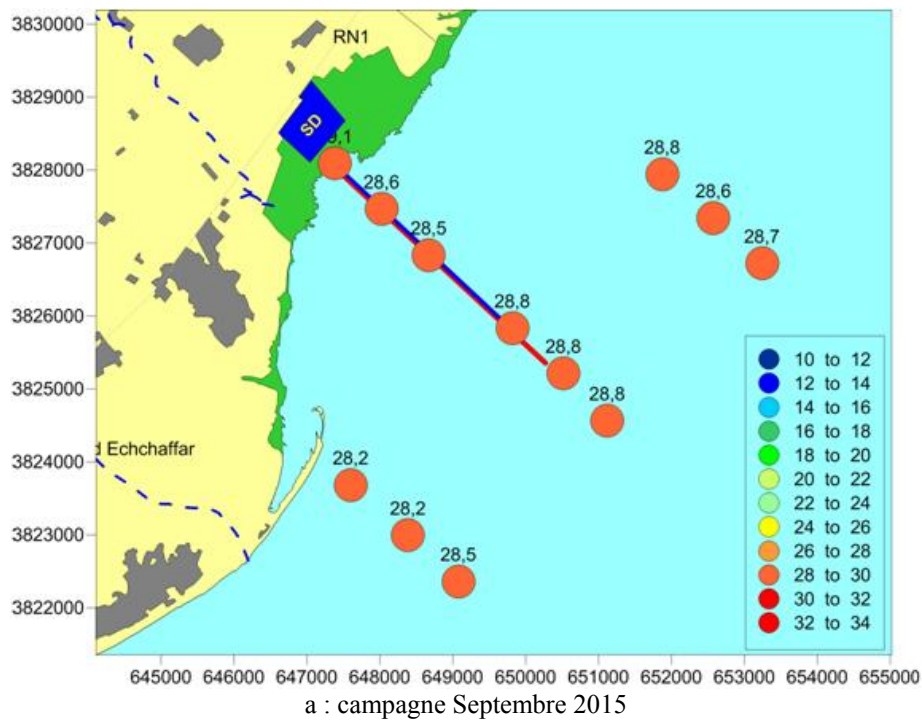 3830000
RN1
3829000
SD
3828000
28,6
28,5
28,8
28,6
28,7
3827000
3826000
28,8
28,8
28,8
3825000
3824000
Echchaffar
28,2
28,2
28,5
3823000
3822000
10 to 12
12 to 14
14 to 16
16 to 18
18 to 20
20 to 22
22 to 24
24 to 26
26 to 28
28 to 30
30 to 32
32 to 34
645000 646000 647000 648000 649000 650000 651000 652000 653000 654000 655000
a : campagne Septembre 2015